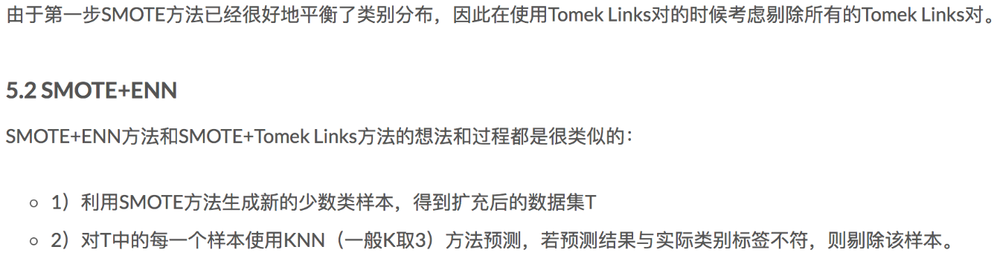 由于第一步SMOTE方法已经很好地平衡了类别分布，因此在使用Tomek Links对的时候考虑剔除所有的Tomek Links对。
5.2 SMOTE+ENN
SMOTE+ENN方法和SMOTE+Tomek Links方法的想法和过程都是很类似的：
1）利用SMOTE方法生成新的少数类样本，得到扩充后的数据集T
2）对T中的每一个样本使用KNN（一般K取3）方法预测，若预测结果与实际类别标签不符，则剔除该样本。